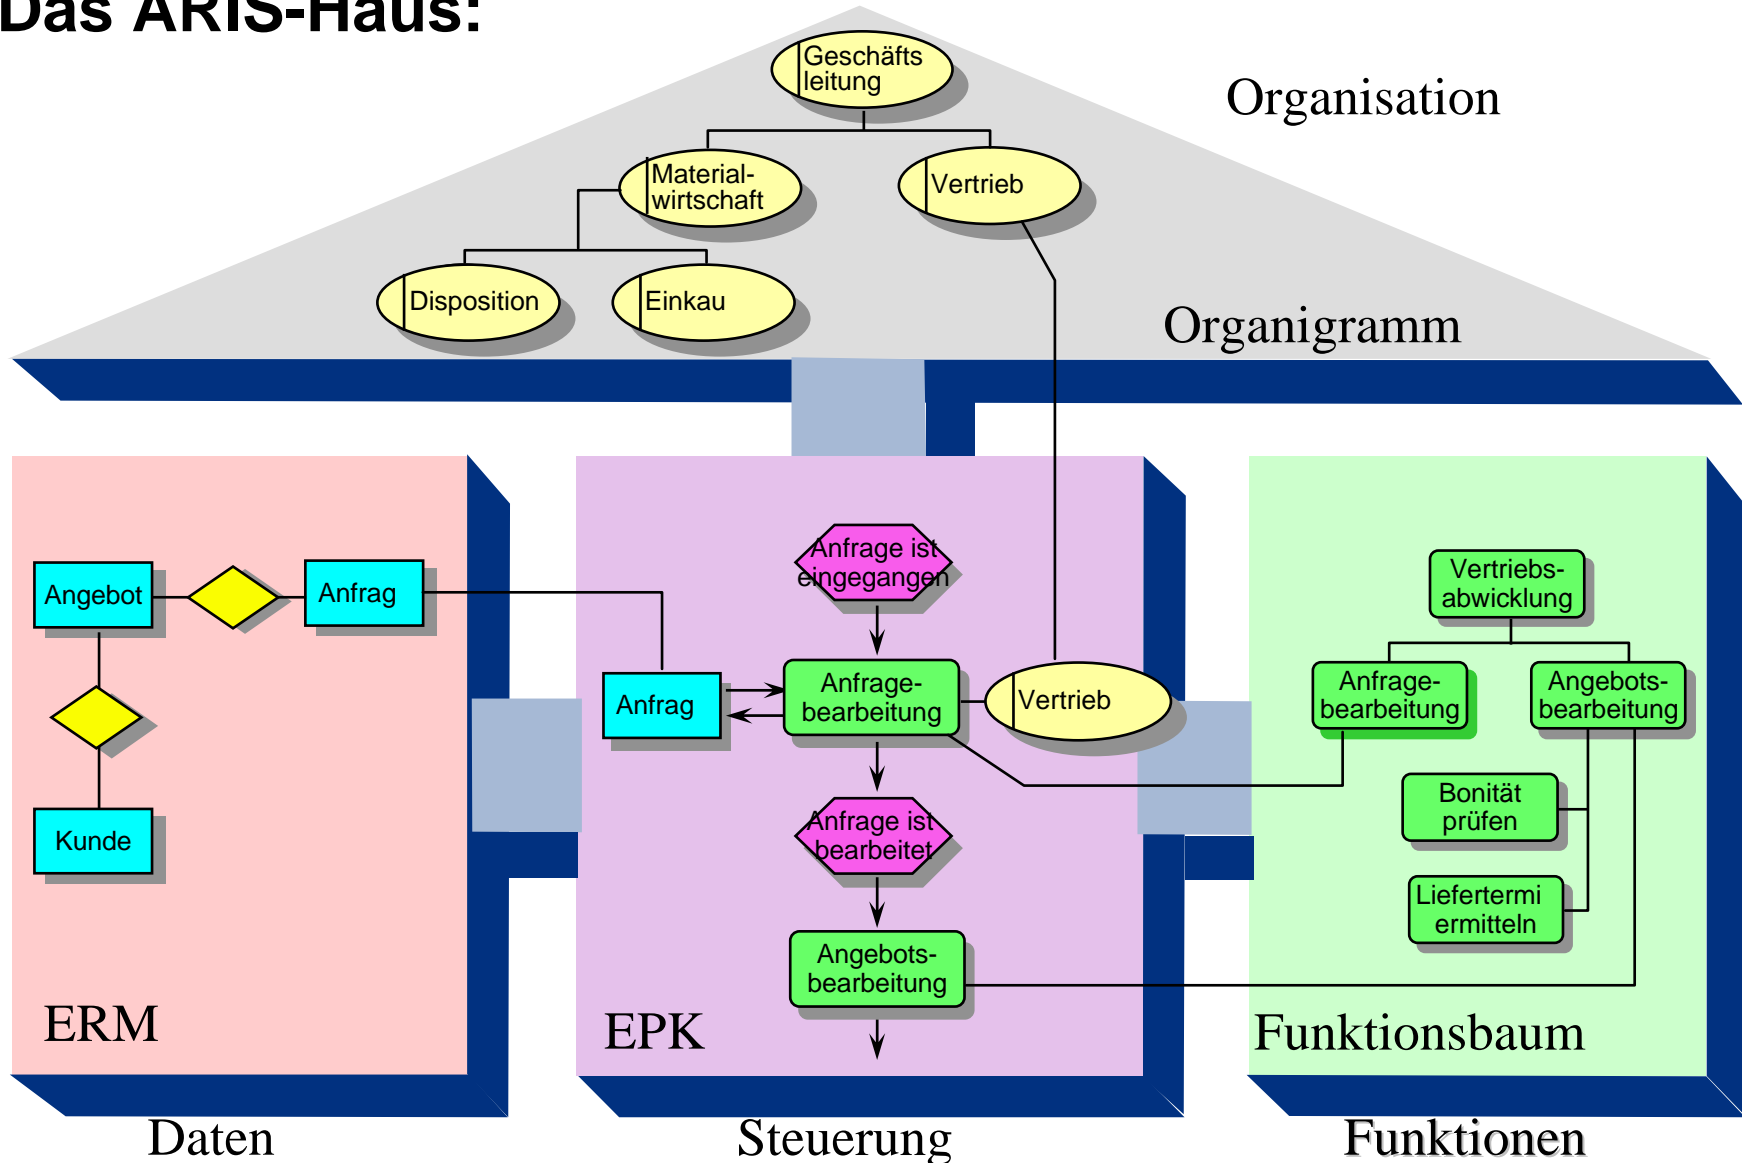 Das ARIS-Haus:
Geschäfts
leitung
Organisation
Material-
wirtschaft
Vertrieb
Disposition
Einkau
Organigramm
Angebot
Anfrag
Kunde
ERM
Daten
Anfrage ist
eingegangen
Anfrag
Anfrage-
bearbeitung
Vertrieb
Anfrage ist
bearbeitet
Angebots-
bearbeitung
EPK
Steuerung
Vertriebs-
abwicklung
Anfrage-
bearbeitung
Angebots-
bearbeitung
Bonität
prüfen
Liefertermi
ermitteln
Funktionsbaum
Funktionen